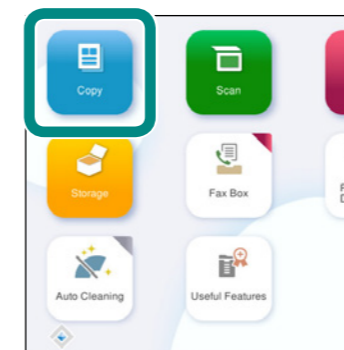 Copy
Scan
Storage
Fax Box
Auto Cleaning
Useful Features